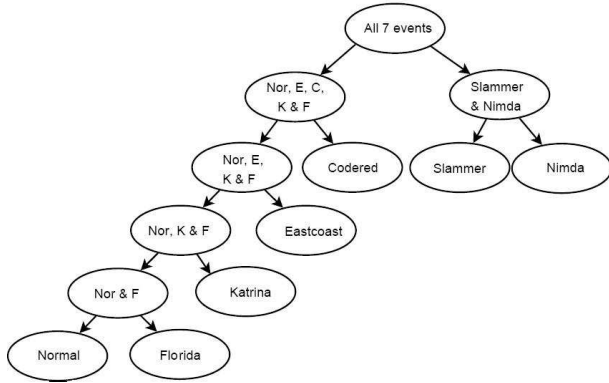 All 7 events
Nor, E, C,
K & F
Slammer
& Nimda
Nor, E,
K & F
Codered
Slammer
Nimda
Nor, K & F
Eastcoast
Nor & F
Katrina
Normal
Florida